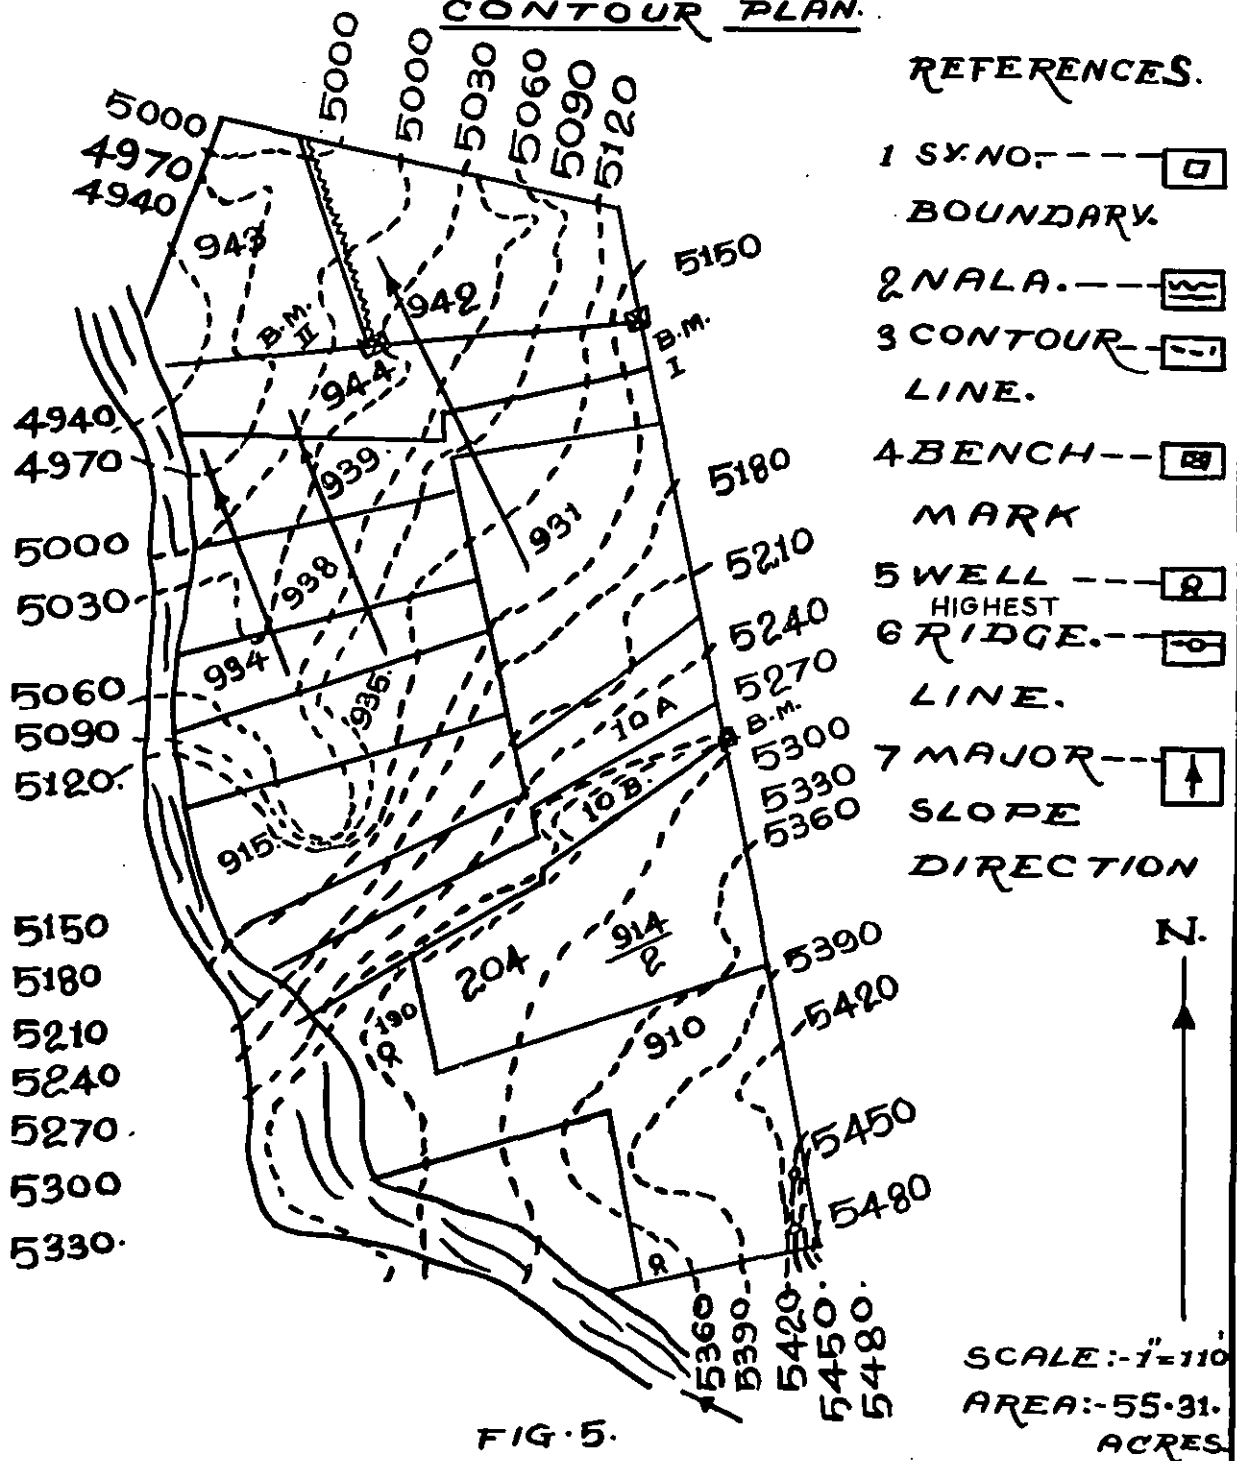 CONTOUR PLAN.
5000
5000
5030
5060
5090
5120
5000
4970
4940
943
942
5150
B.M.
II
B.M.
I
944
4940
4970
939.
931
5180
5000
5030
938
5210
5240
934
935.
5060
5090
5120.
5270
10 A
B.M.
5300
5330
5360
10 B.
915.
5150
5180
5210
5240
5270.
5300
5330.
204
914
2
190
910
5390
5420
5450
5480
5360
5390
5420
5450.
5480.
REFERENCES.
1 SY.NO.
BOUNDARY.
2 NALA.
3 CONTOUR
LINE.
4 BENCH
MARK
5 WELL
HIGHEST
6 RIDGE.
LINE.
7 MAJOR
SLOPE
DIRECTION
N.
SCALE:-1"=110'
AREA:-55.31.
ACRES.
FIG.5.